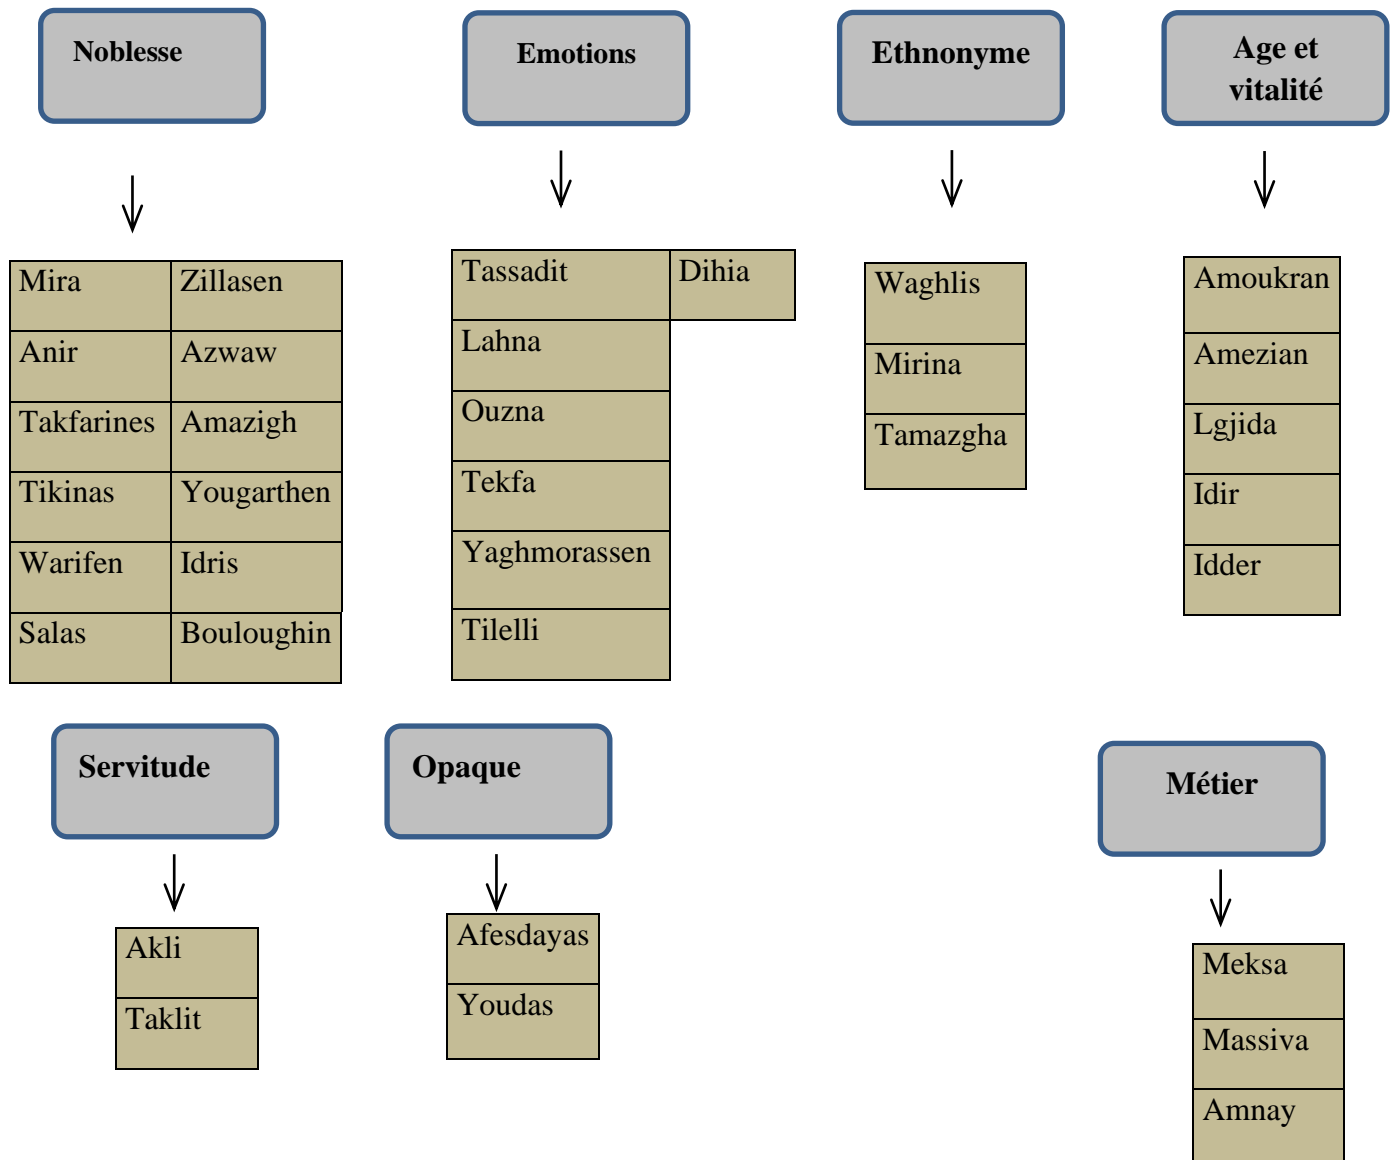 Noblesse
Emotions
Ethnonyme
Age et
vitalité
Mira Zillasen
Anir Azwaw
Takfarines Amazigh
Tikinas Yougarthen
Warifen Idris
Salas Bouloughin
Tassadit Dihia
Lahna
Ouzna
Tekfa
Yaghmorassen
Tilelli
Waghlis
Mirina
Tamazgha
Amoukran
Amezian
Lgjida
Idir
Idder
Servitude
Opaque
Métier
Akli
Taklit
Afesdayas
Youdas
Meksa
Massiva
Amnay